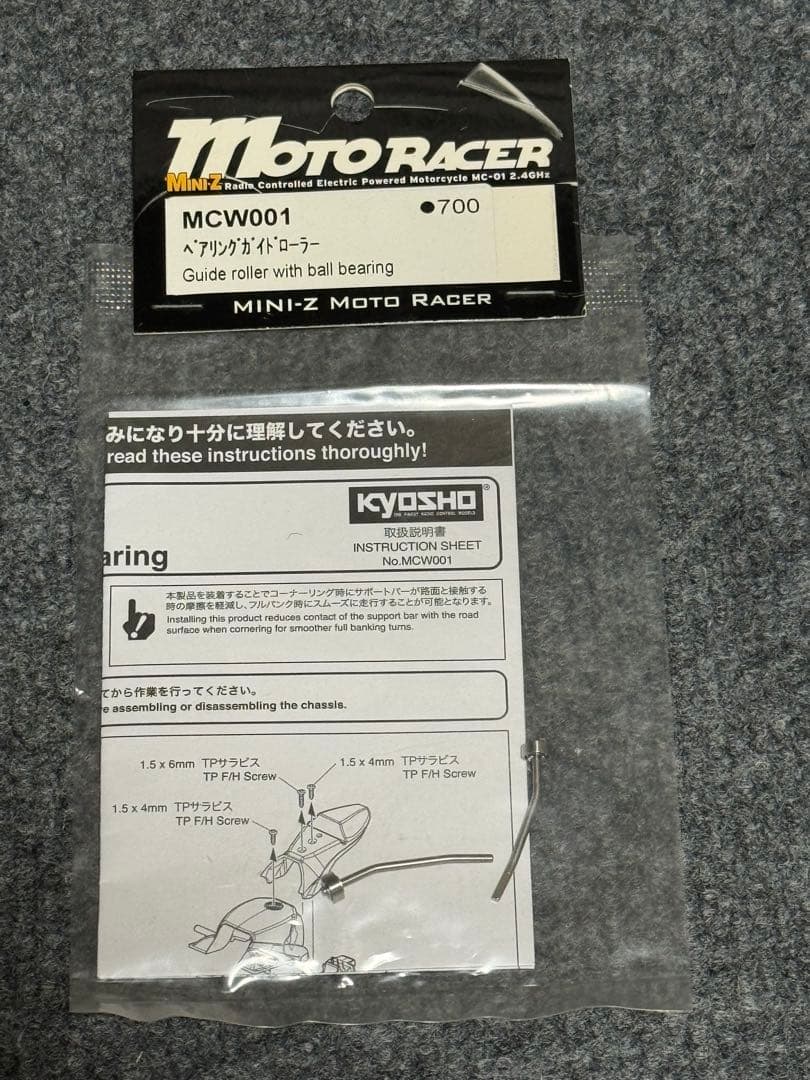 MOTO RACER
MINI-Z Radio Controlled Electric Powered Motorcycle MC-01 2.4GHz
MCW001 ●700
ﾍﾞｱﾘﾝｸﾞｶﾞｲﾄﾞﾛｰﾗｰ
Guide roller with ball bearing
MINI-Z MOTO RACER
みになり十分に理解してください。
read these instructions thoroughly!
KYOSHO®
THE FINEST RADIO CONTROL MODELS
取扱説明書
INSTRUCTION SHEET
aring
No.MCW001
本製品を装着することでコーナーリング時にサポートバーが路面と接触する
時の摩擦を軽減し、フルバンク時にスムーズに走行することが可能となります。
Installing this product reduces contact of the support bar with the road
surface when cornering for smoother full banking turns.
てから作業を行ってください。
e assembling or disassembling the chassis.
1.5 x 6mm TPサラビス
TP F/H Screw
1.5 x 4mm TPサラビス
TP F/H Screw
1.5 x 4mm TPサラビス
TP F/H Screw